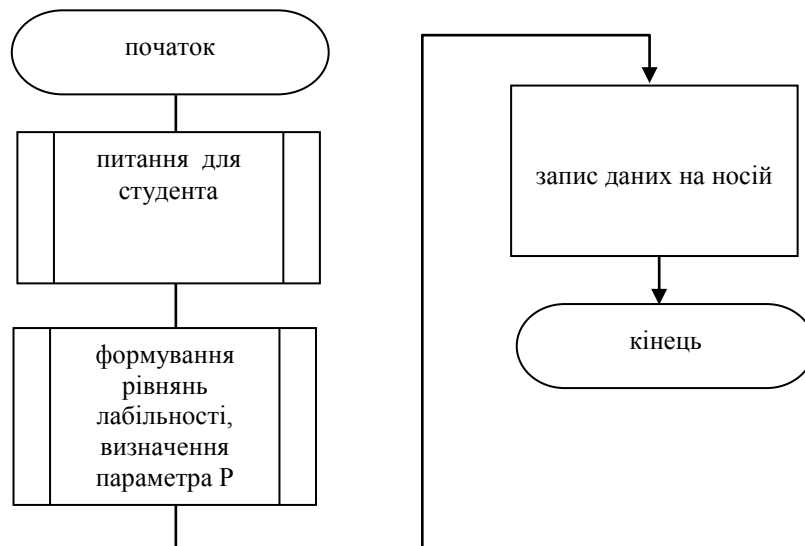 початок
питання для
студента
формування
рівнянь
лабільності,
визначення
параметра Р
запис даних на носій
кінець